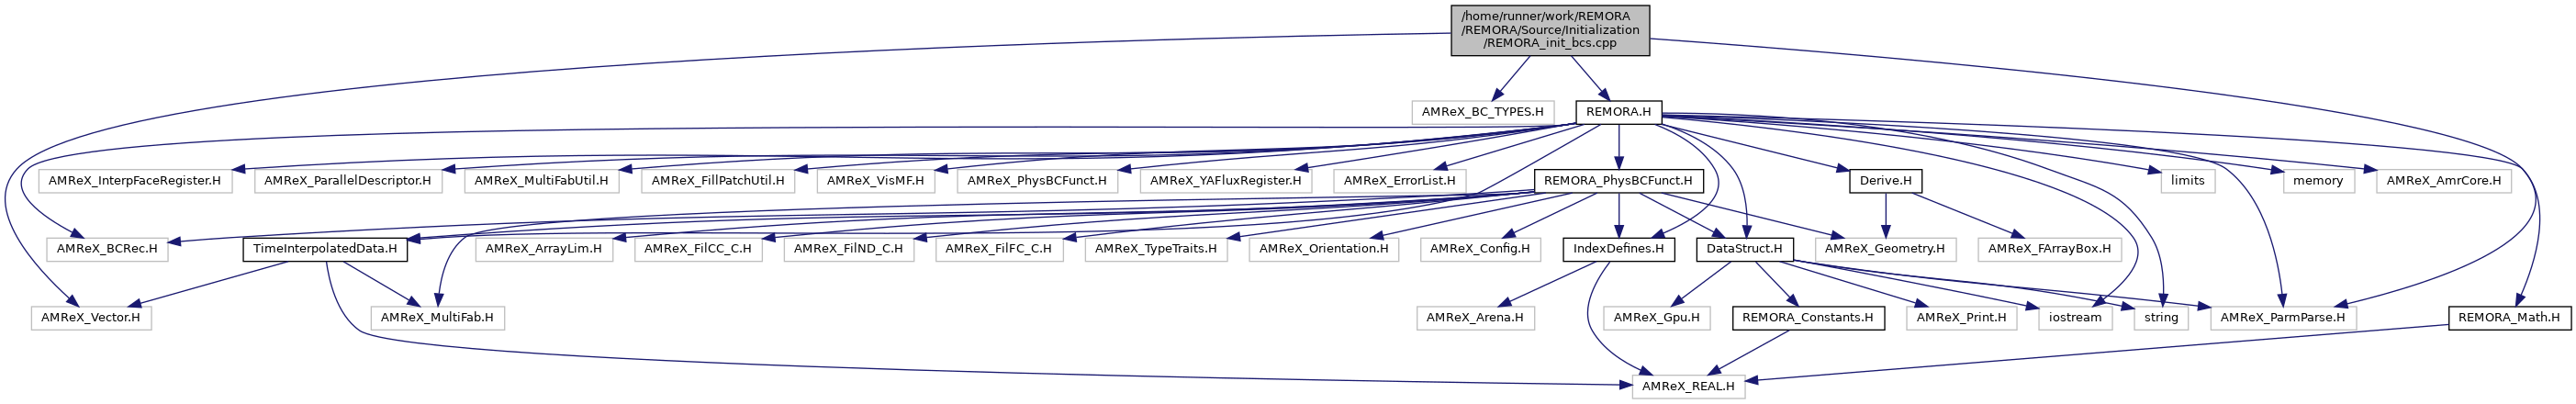 /home/runner/work/REMORA
/REMORA/Source/Initialization
/REMORA_init_bcs.cpp
AMReX_BC_TYPES.H
REMORA.H
AMReX_InterpFaceRegister.H
AMReX_ParallelDescriptor.H
AMReX_MultiFabUtil.H
AMReX_FillPatchUtil.H
AMReX_VisMF.H
AMReX_PhysBCFunct.H
AMReX_YAFluxRegister.H
AMReX_ErrorList.H
REMORA_PhysBCFunct.H
Derive.H
limits
memory
AMReX_AmrCore.H
AMReX_BCRec.H
TimeInterpolatedData.H
AMReX_ArrayLim.H
AMReX_FilCC_C.H
AMReX_FilND_C.H
AMReX_FilFC_C.H
AMReX_TypeTraits.H
AMReX_Orientation.H
AMReX_Config.H
IndexDefines.H
DataStruct.H
AMReX_Geometry.H
AMReX_FArrayBox.H
AMReX_Vector.H
AMReX_MultiFab.H
AMReX_Arena.H
AMReX_Gpu.H
REMORA_Constants.H
AMReX_Print.H
iostream
string
AMReX_ParmParse.H
REMORA_Math.H
AMReX_REAL.H